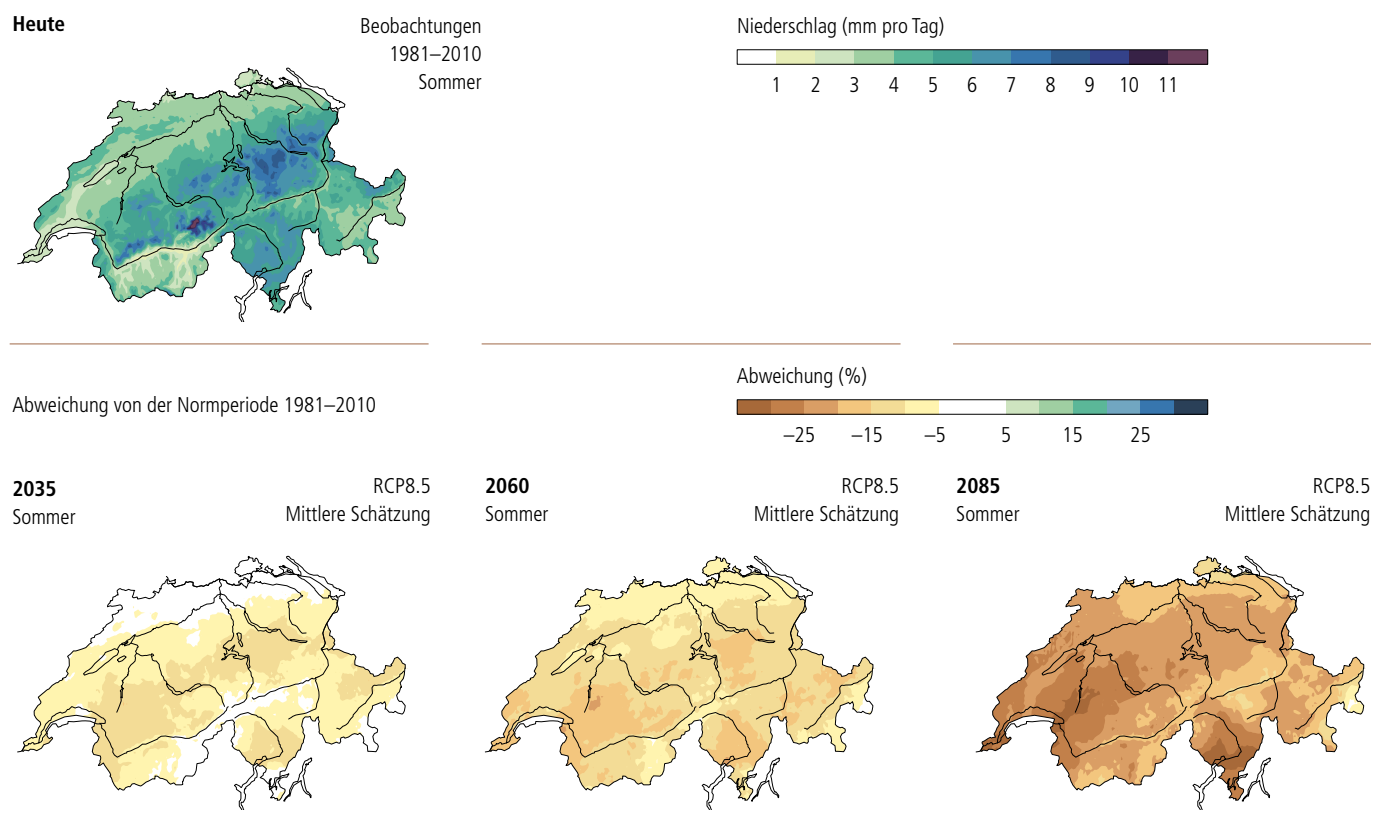 Heute
Beobachtungen
1981–2010
Sommer
Niederschlag (mm pro Tag)
1 2 3 4 5 6 7 8 9 10 11
Abweichung von der Normperiode 1981–2010
Abweichung (%)
–25 –15 –5 5 15 25
2035
Sommer
RCP8.5
Mittlere Schätzung
2060
Sommer
RCP8.5
Mittlere Schätzung
2085
Sommer
RCP8.5
Mittlere Schätzung